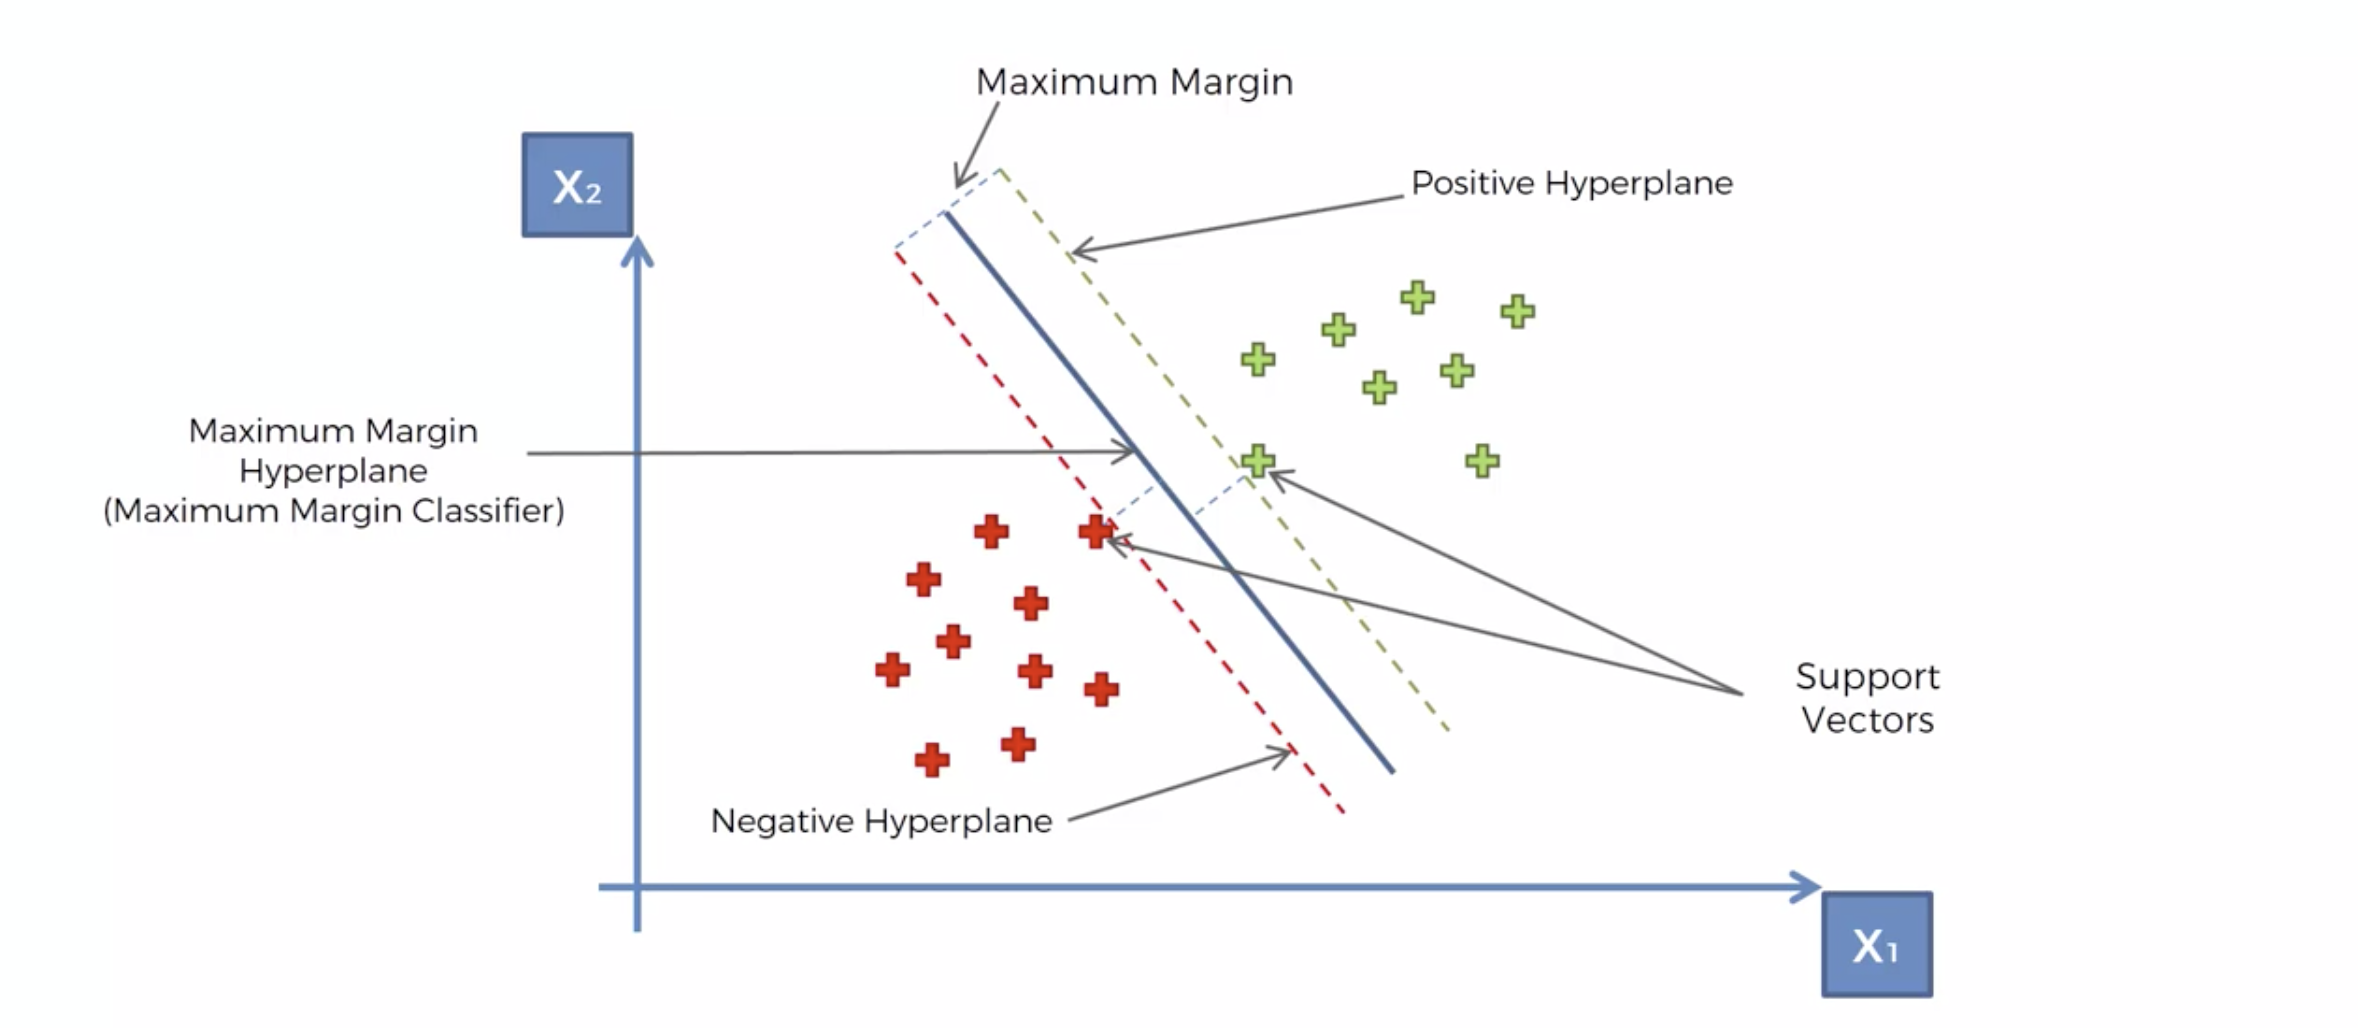 Maximum Margin
X₂
Positive Hyperplane
Maximum Margin
Hyperplane
(Maximum Margin Classifier)
Support
Vectors
Negative Hyperplane
X₁